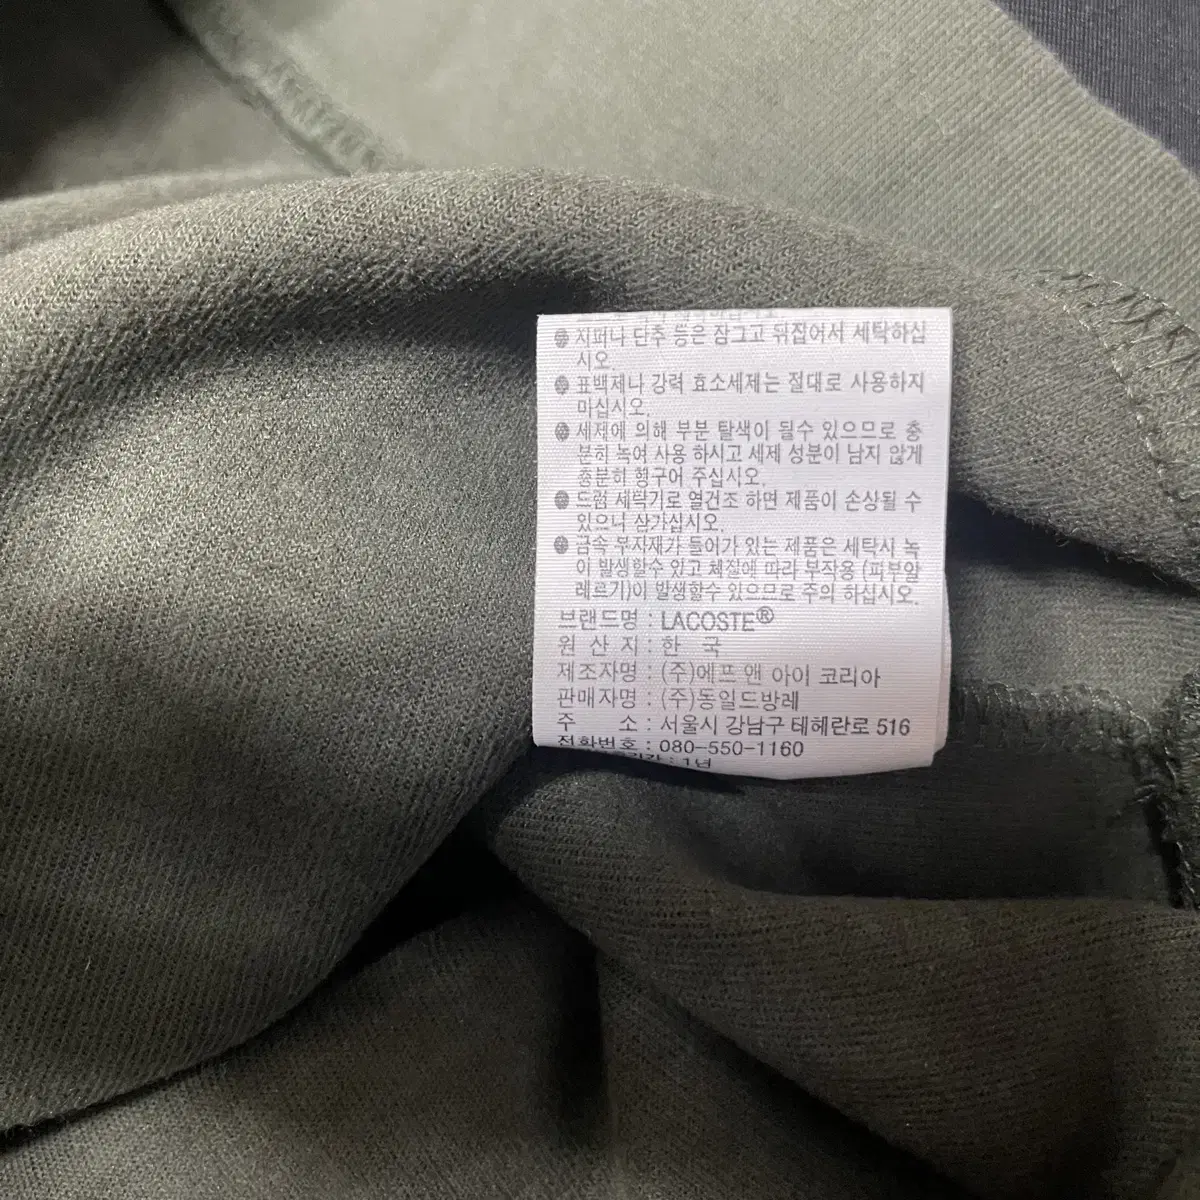 ● 지퍼나 단추 등은 잠그고 뒤집어서 세탁하십
시오.
● 표백제나 강력 효소세제는 절대로 사용하지
마십시오.
● 세제에 의해 부분 탈색이 될수 있으므로 충
분히 녹여 사용 하시고 세제 성분이 남지 않게
충분히 헹구어 주십시오.
● 드럼 세탁기로 열건조 하면 제품이 손상될 수
있으니 삼가십시오.
● 금속 부자재가 들어가 있는 제품은 세탁시 녹
이 발생할수 있고 체질에 따라 부작용 (피부알
레르기)이 발생할수 있으므로 주의 하십시오.
브랜드명 : LACOSTE®
원 산 지 : 한 국
제조자명 : (주)에프 앤 아이 코리아
판매자명 : (주)동일드방레
주 소 : 서울시 강남구 테헤란로 516
전화번호 : 080-550-1160
: 1년